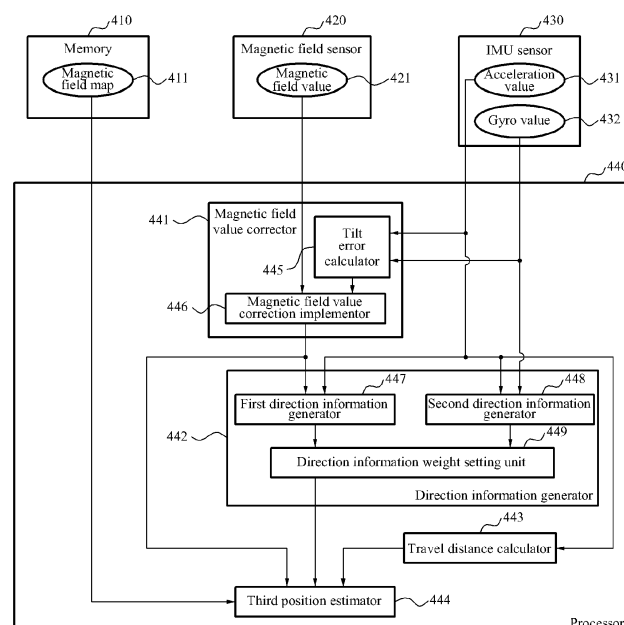 410
420
430
Memory
Magnetic field map
411
Magnetic field sensor
Magnetic field value
421
IMU sensor
Acceleration value
431
Gyro value
432
440
441
Magnetic field value corrector
445
Tilt error calculator
446
Magnetic field value correction implementor
447
448
First direction information generator
Second direction information generator
442
449
Direction information weight setting unit
Direction information generator
443
Travel distance calculator
Third position estimator
444
Processor